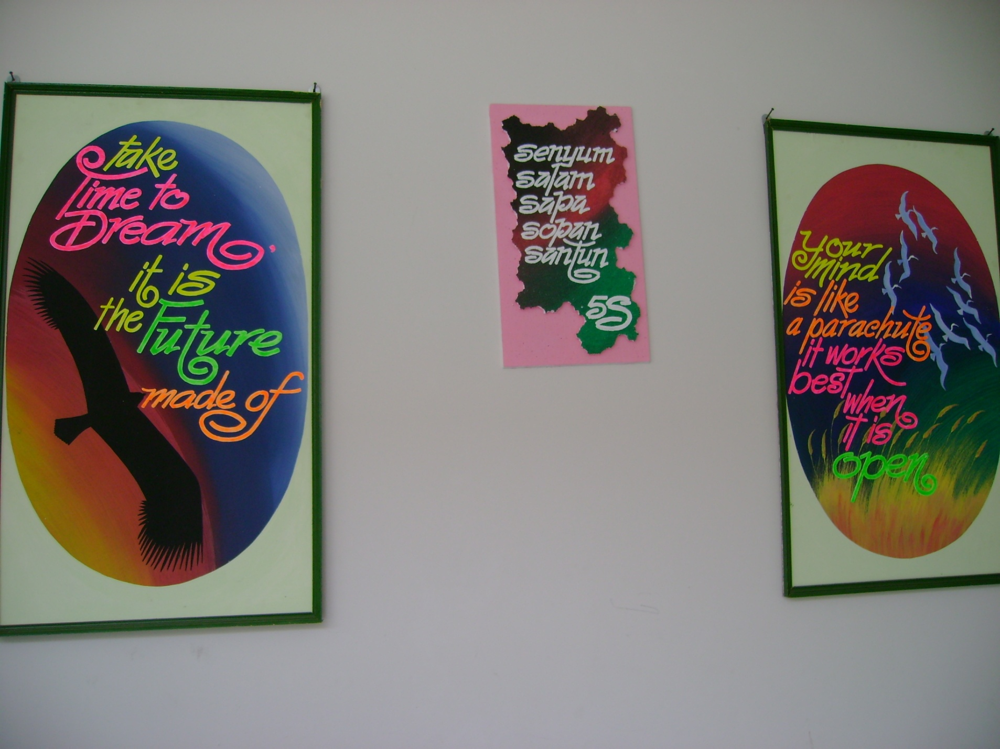 take
Time to
Dream,
it is
the Future
made of
senyum
salam
sapa
sopan
santun
5S
your
mind
is like
a parachute
it works
best
when
it is
open